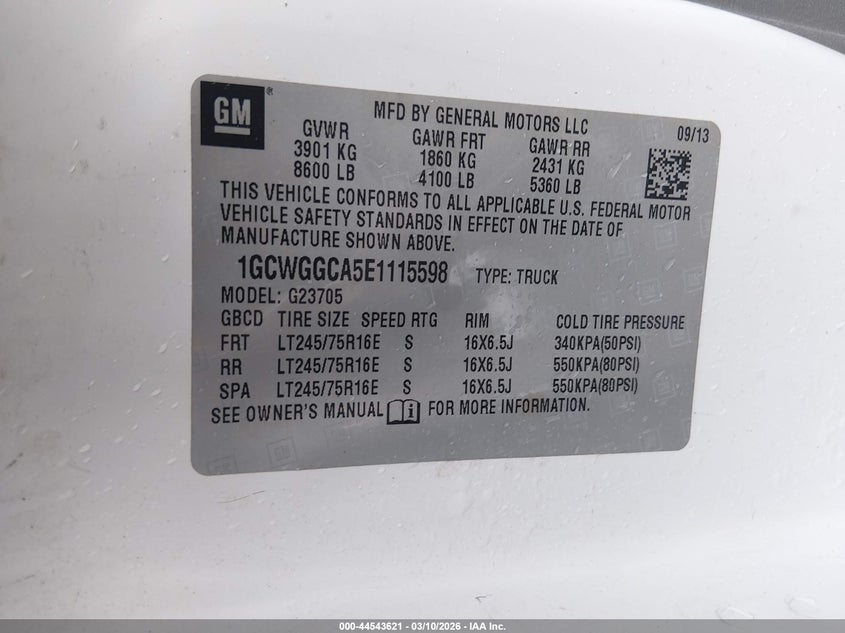 GM ®
MFD BY GENERAL MOTORS LLC 09/13
GVWR GAWR FRT GAWR RR
3901 KG 1860 KG 2431 KG
8600 LB 4100 LB 5360 LB
THIS VEHICLE CONFORMS TO ALL APPLICABLE U.S. FEDERAL MOTOR
VEHICLE SAFETY STANDARDS IN EFFECT ON THE DATE OF
MANUFACTURE SHOWN ABOVE.
1GCWGGCA5E1115598 TYPE: TRUCK
MODEL: G23705
GBCD TIRE SIZE SPEED RTG RIM COLD TIRE PRESSURE
FRT LT245/75R16E S 16X6.5J 340KPA(50PSI)
RR LT245/75R16E S 16X6.5J 550KPA(80PSI)
SPA LT245/75R16E S 16X6.5J 550KPA(80PSI)
SEE OWNER'S MANUAL i FOR MORE INFORMATION.
000-44543621 - 03/10/2026 - IAA Inc.